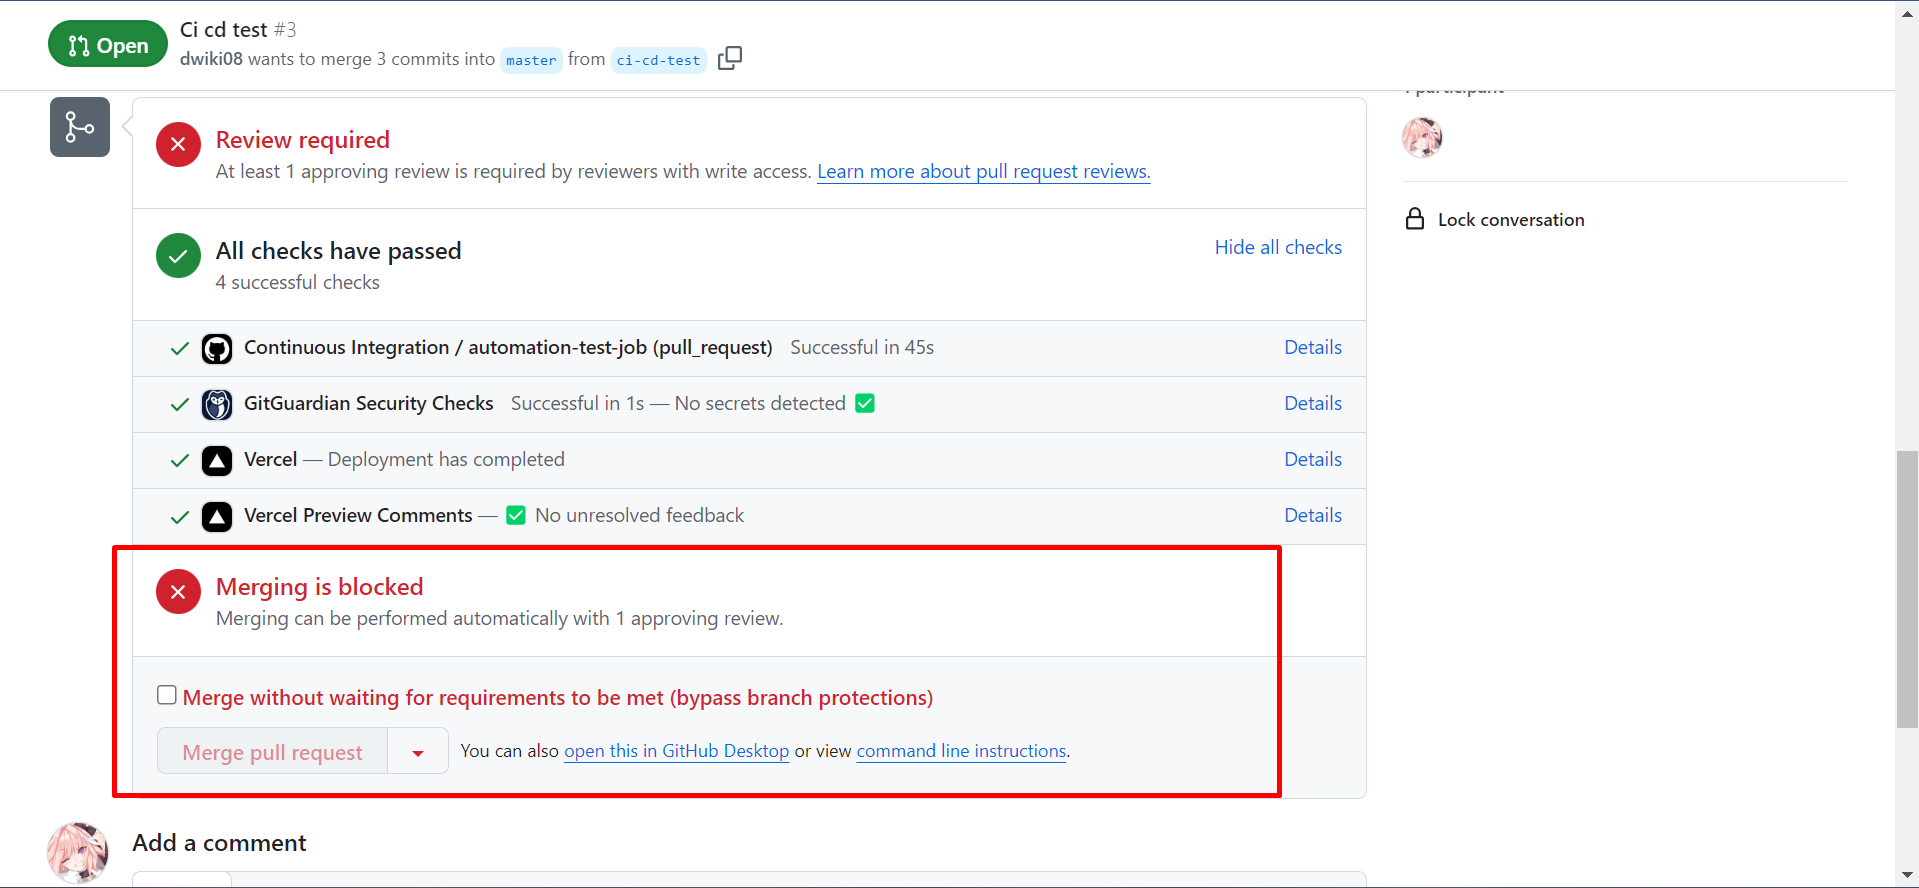 Open
Ci cd test #3
dwiki08 wants to merge 3 commits into master from ci-cd-test
1 participant
Review required
At least 1 approving review is required by reviewers with write access. Learn more about pull request reviews.
Lock conversation
All checks have passed
Hide all checks
4 successful checks
Continuous Integration / automation-test-job (pull_request) Successful in 45s Details
GitGuardian Security Checks Successful in 1s — No secrets detected ✅ Details
Vercel — Deployment has completed Details
Vercel Preview Comments — ✅ No unresolved feedback Details
Merging is blocked
Merging can be performed automatically with 1 approving review.
Merge without waiting for requirements to be met (bypass branch protections)
Merge pull request
You can also open this in GitHub Desktop or view command line instructions.
Add a comment